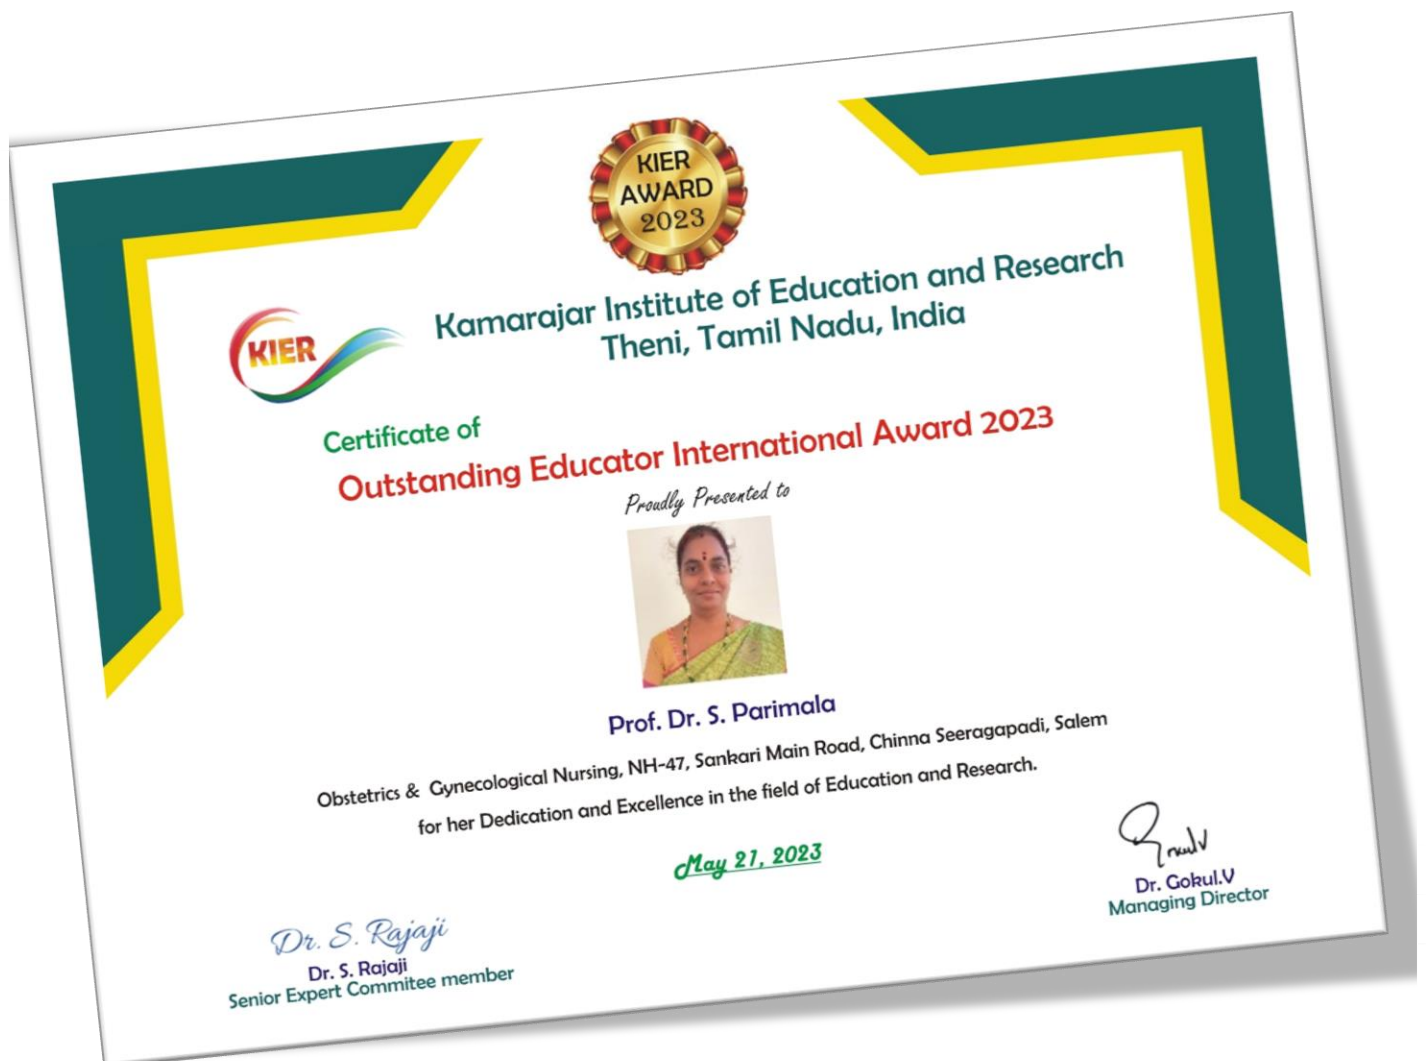 KIER
AWARD
2023
KIER
Kamarajar Institute of Education and Research
Theni, Tamil Nadu, India
Certificate of
Outstanding Educator International Award 2023
Proudly Presented to
Prof. Dr. S. Parimala
Obstetrics & Gynecological Nursing, NH-47, Sankari Main Road, Chinna Seeragapadi, Salem
for her Dedication and Excellence in the field of Education and Research.
May 21, 2023
Dr. S. Rajaji
Dr. S. Rajaji
Senior Expert Commitee member
Dr. Gokul.V
Managing Director